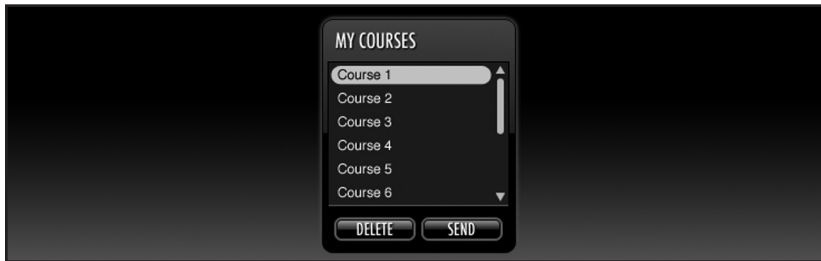 MY COURSES
Course 1
Course 2
Course 3
Course 4
Course 5
Course 6
DELETE SEND